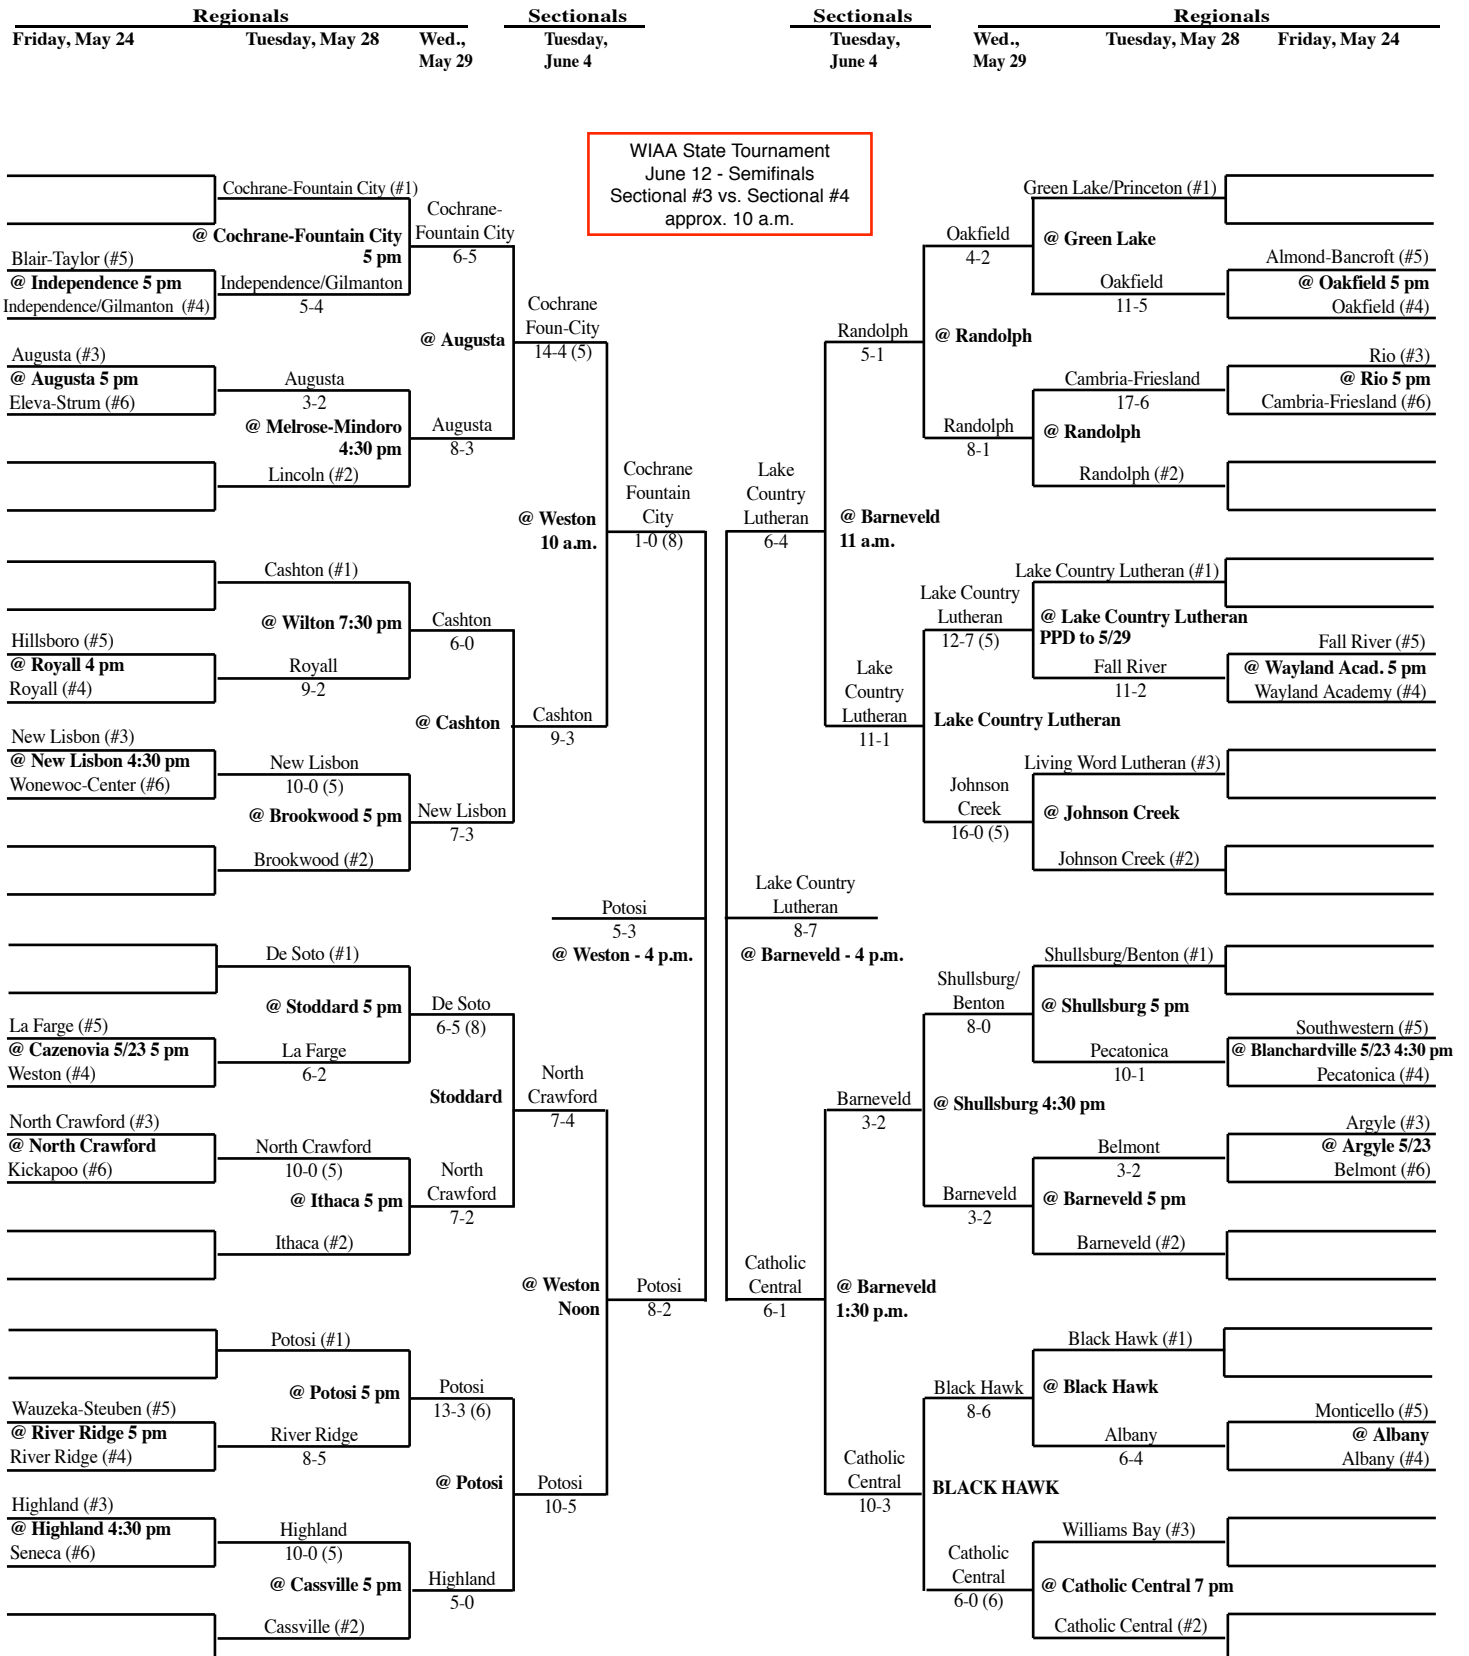 Regionals
Sectionals
Sectionals
Regionals
Friday, May 24
Tuesday, May 28
Wed.,
May 29
Tuesday,
June 4
Tuesday,
June 4
Wed.,
May 29
Tuesday, May 28
Friday, May 24
WIAA State Tournament
June 12 - Semifinals
Sectional #3 vs. Sectional #4
approx. 10 a.m.
Cochrane-Fountain City (#1)
@ Cochrane-Fountain City
5 pm
Blair-Taylor (#5)
@ Independence 5 pm
Independence/Gilmanton (#4)
Independence/Gilmanton
5-4
Cochrane-
Fountain City
6-5
Augusta (#3)
@ Augusta 5 pm
Eleva-Strum (#6)
Augusta
3-2
@ Melrose-Mindoro
4:30 pm
Lincoln (#2)
Augusta
8-3
@ Augusta
Cochrane
Foun-City
14-4 (5)
Cashton (#1)
@ Wilton 7:30 pm
Hillsboro (#5)
@ Royall 4 pm
Royall (#4)
Royall
9-2
Cashton
6-0
New Lisbon (#3)
@ New Lisbon 4:30 pm
Wonewoc-Center (#6)
New Lisbon
10-0 (5)
@ Brookwood 5 pm
Brookwood (#2)
New Lisbon
7-3
@ Cashton
Cashton
9-3
@ Weston
10 a.m.
Cochrane
Fountain
City
1-0 (8)
De Soto (#1)
@ Stoddard 5 pm
La Farge (#5)
@ Cazenovia 5/23 5 pm
Weston (#4)
La Farge
6-2
De Soto
6-5 (8)
North Crawford (#3)
@ North Crawford
Kickapoo (#6)
North Crawford
10-0 (5)
@ Ithaca 5 pm
Ithaca (#2)
North
Crawford
7-2
Stoddard
North
Crawford
7-4
Potosi (#1)
@ Potosi 5 pm
Wauzeka-Steuben (#5)
@ River Ridge 5 pm
River Ridge (#4)
River Ridge
8-5
Potosi
13-3 (6)
Highland (#3)
@ Highland 4:30 pm
Seneca (#6)
Highland
10-0 (5)
@ Cassville 5 pm
Cassville (#2)
Highland
5-0
@ Potosi
Potosi
10-5
@ Weston
Noon
Potosi
8-2
Potosi
5-3
@ Weston - 4 p.m.
Lake Country
Lutheran
8-7
@ Barneveld - 4 p.m.
Lake
Country
Lutheran
6-4
@ Barneveld
11 a.m.
Randolph
5-1
@ Randolph
Oakfield
4-2
Green Lake/Princeton (#1)
@ Green Lake
Oakfield
11-5
Almond-Bancroft (#5)
@ Oakfield 5 pm
Oakfield (#4)
Randolph
8-1
Cambria-Friesland
17-6
@ Randolph
Randolph (#2)
Rio (#3)
@ Rio 5 pm
Cambria-Friesland (#6)
Lake
Country
Lutheran
11-1
Lake Country Lutheran
Lake Country
Lutheran
12-7 (5)
Lake Country Lutheran (#1)
@ Lake Country Lutheran
PPD to 5/29
Fall River
11-2
Fall River (#5)
@ Wayland Acad. 5 pm
Wayland Academy (#4)
Johnson
Creek
16-0 (5)
Living Word Lutheran (#3)
@ Johnson Creek
Johnson Creek (#2)
Catholic
Central
6-1
@ Barneveld
1:30 p.m.
Barneveld
3-2
@ Shullsburg 4:30 pm
Shullsburg/
Benton
8-0
Shullsburg/Benton (#1)
@ Shullsburg 5 pm
Pecatonica
10-1
Southwestern (#5)
@ Blanchardville 5/23 4:30 pm
Pecatonica (#4)
Barneveld
3-2
Belmont
3-2
@ Barneveld 5 pm
Barneveld (#2)
Argyle (#3)
@ Argyle 5/23
Belmont (#6)
Catholic
Central
10-3
BLACK HAWK
Black Hawk
8-6
Black Hawk (#1)
@ Black Hawk
Albany
6-4
Monticello (#5)
@ Albany
Albany (#4)
Catholic
Central
6-0 (6)
Williams Bay (#3)
@ Catholic Central 7 pm
Catholic Central (#2)